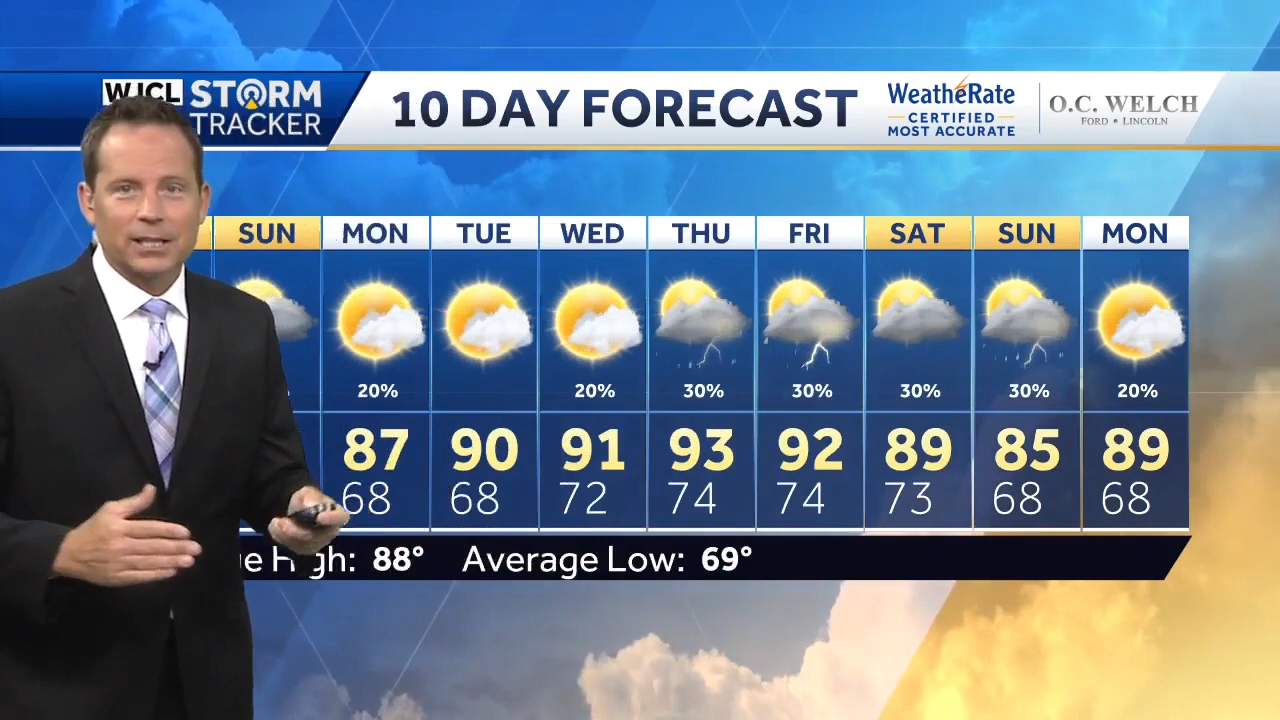 WJCL STORM
TRACKER
10 DAY FORECAST
WeatheRate
CERTIFIED
MOST ACCURATE
O.C. WELCH
FORD • LINCOLN
SUN MON TUE WED THU FRI SAT SUN MON
20% 20% 30% 30% 30% 30% 20%
87 90 91 93 92 89 85 89
68 68 72 74 74 73 68 68
High: 88° Average Low: 69°